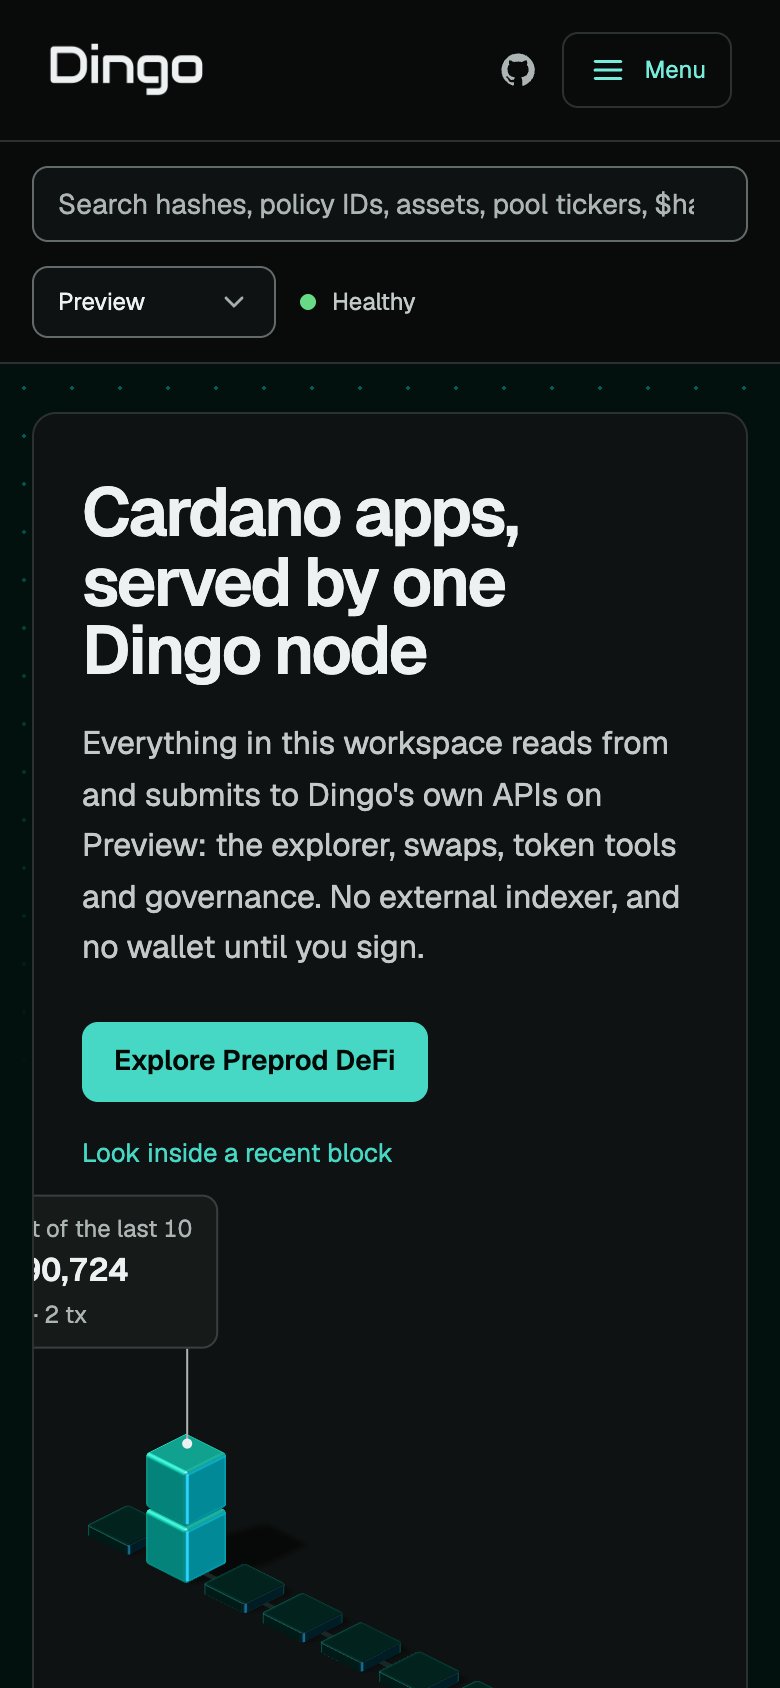 Dingo
Menu
Search hashes, policy IDs, assets, pool tickers, $ha
Preview
Healthy
Cardano apps,
served by one
Dingo node
Everything in this workspace reads from
and submits to Dingo's own APIs on
Preview: the explorer, swaps, token tools
and governance. No external indexer, and
no wallet until you sign.
Explore Preprod DeFi
Look inside a recent block
t of the last 10
90,724
· 2 tx